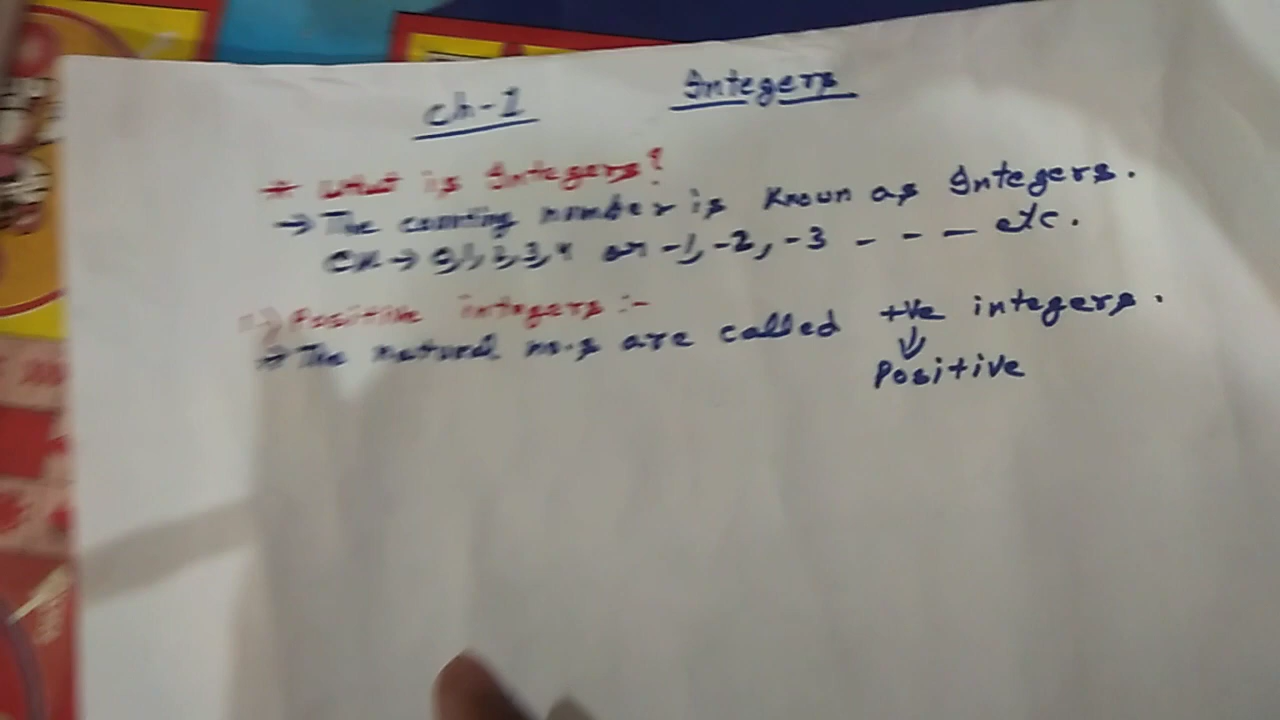 ch-1 Integers
* What is Integers?
→ The counting number is known as Integers.
ex → 0,1,2,3,4 or -1, -2, -3 - - - etc.
1) Positive integers :-
→ The natural no.s are called +ve integers.
↓
Positive